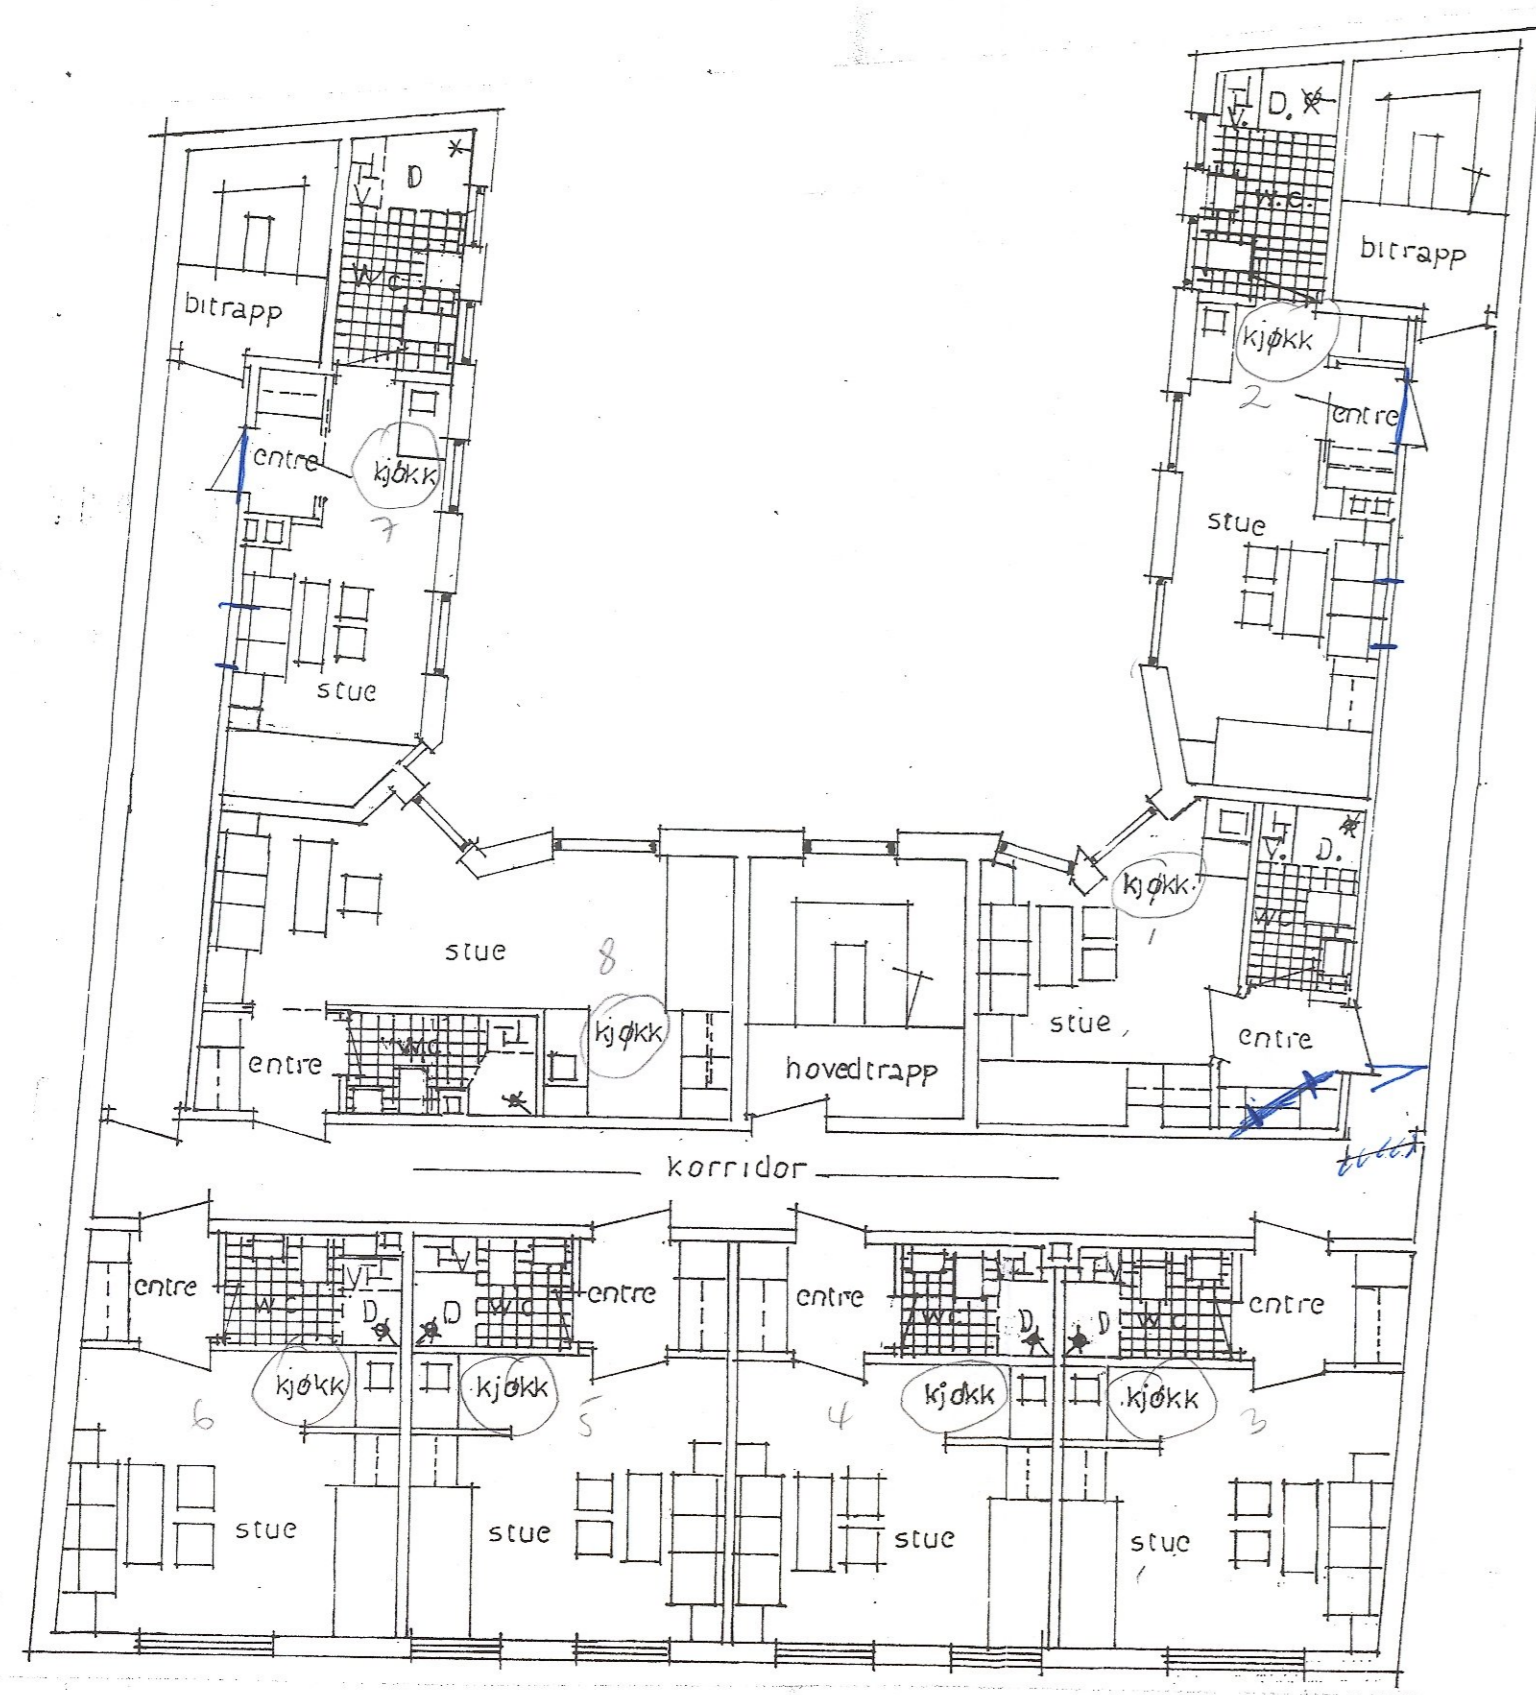 V. D.
D
V
W.C.
bitrapp
WC
bitrapp
kjøkk
2
entre
entre
kjøkk
7
stue
stue
V. D.
kjøkk.
1
WC
stue
8
kjøkk
stue
entre
WC
entre
hovedtrapp
korridor
V
V
V
entre
WC
D
D
WC
entre
entre
WC
D
D
WC
entre
kjøkk
kjøkk
kjøkk
kjøkk
6
5
4
3
stue
stue
stue
stue